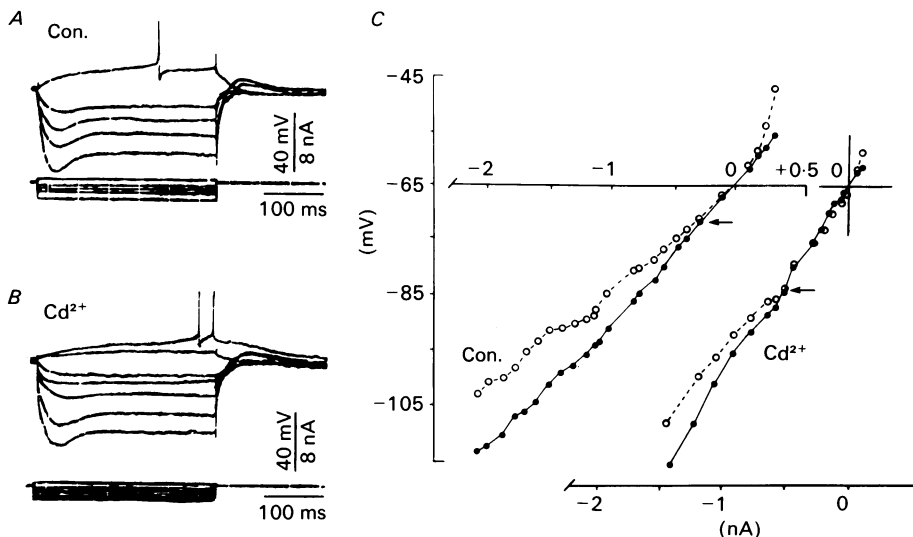 A
Con.
40 mV
8 nA
100 ms
B
Cd²⁺
40 mV
8 nA
100 ms
C
−45
−65
−85
−105
(mV)
−2
−1
0
+0·5
0
Con.
Cd²⁺
−2
−1
0
(nA)